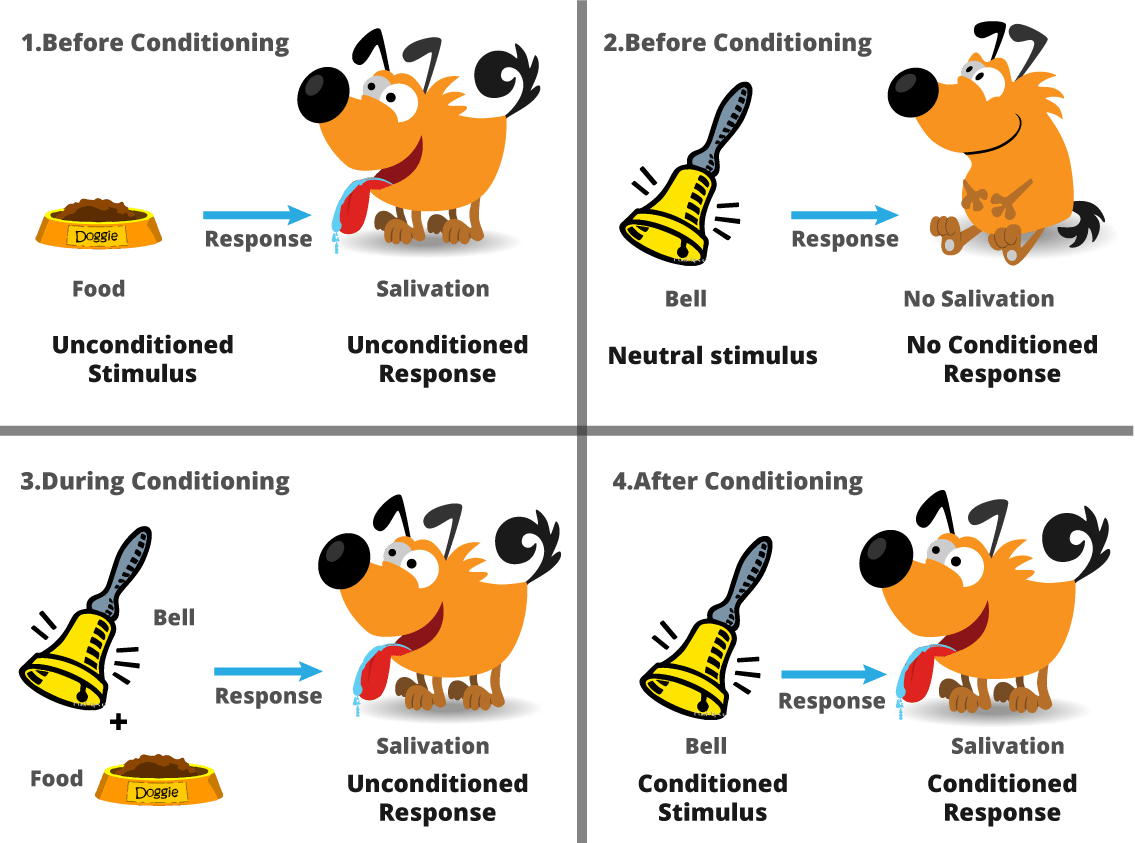 1.Before Conditioning
Doggie
Response
Food
Salivation
Unconditioned
Stimulus
Unconditioned
Response
2.Before Conditioning
Response
Bell
No Salivation
Neutral stimulus
No Conditioned
Response
3.During Conditioning
Bell
Response
+
Food
Doggie
Salivation
Unconditioned
Response
4.After Conditioning
Response
Bell
Salivation
Conditioned
Stimulus
Conditioned
Response